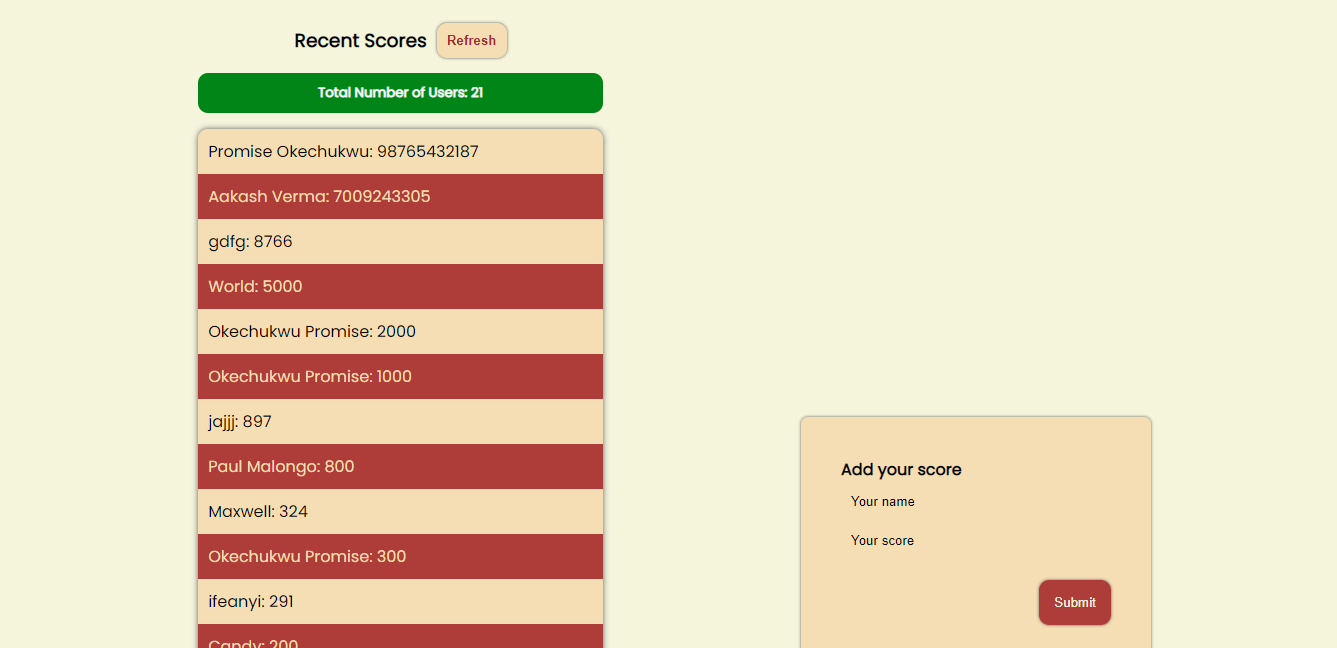 Recent Scores Refresh
Total Number of Users: 21
Promise Okechukwu: 98765432187
Aakash Verma: 7009243305
gdfg: 8766
World: 5000
Okechukwu Promise: 2000
Okechukwu Promise: 1000
jajjj: 897
Paul Malongo: 800
Maxwell: 324
Okechukwu Promise: 300
ifeanyi: 291
Candy: 200
Add your score
Your name
Your score
Submit